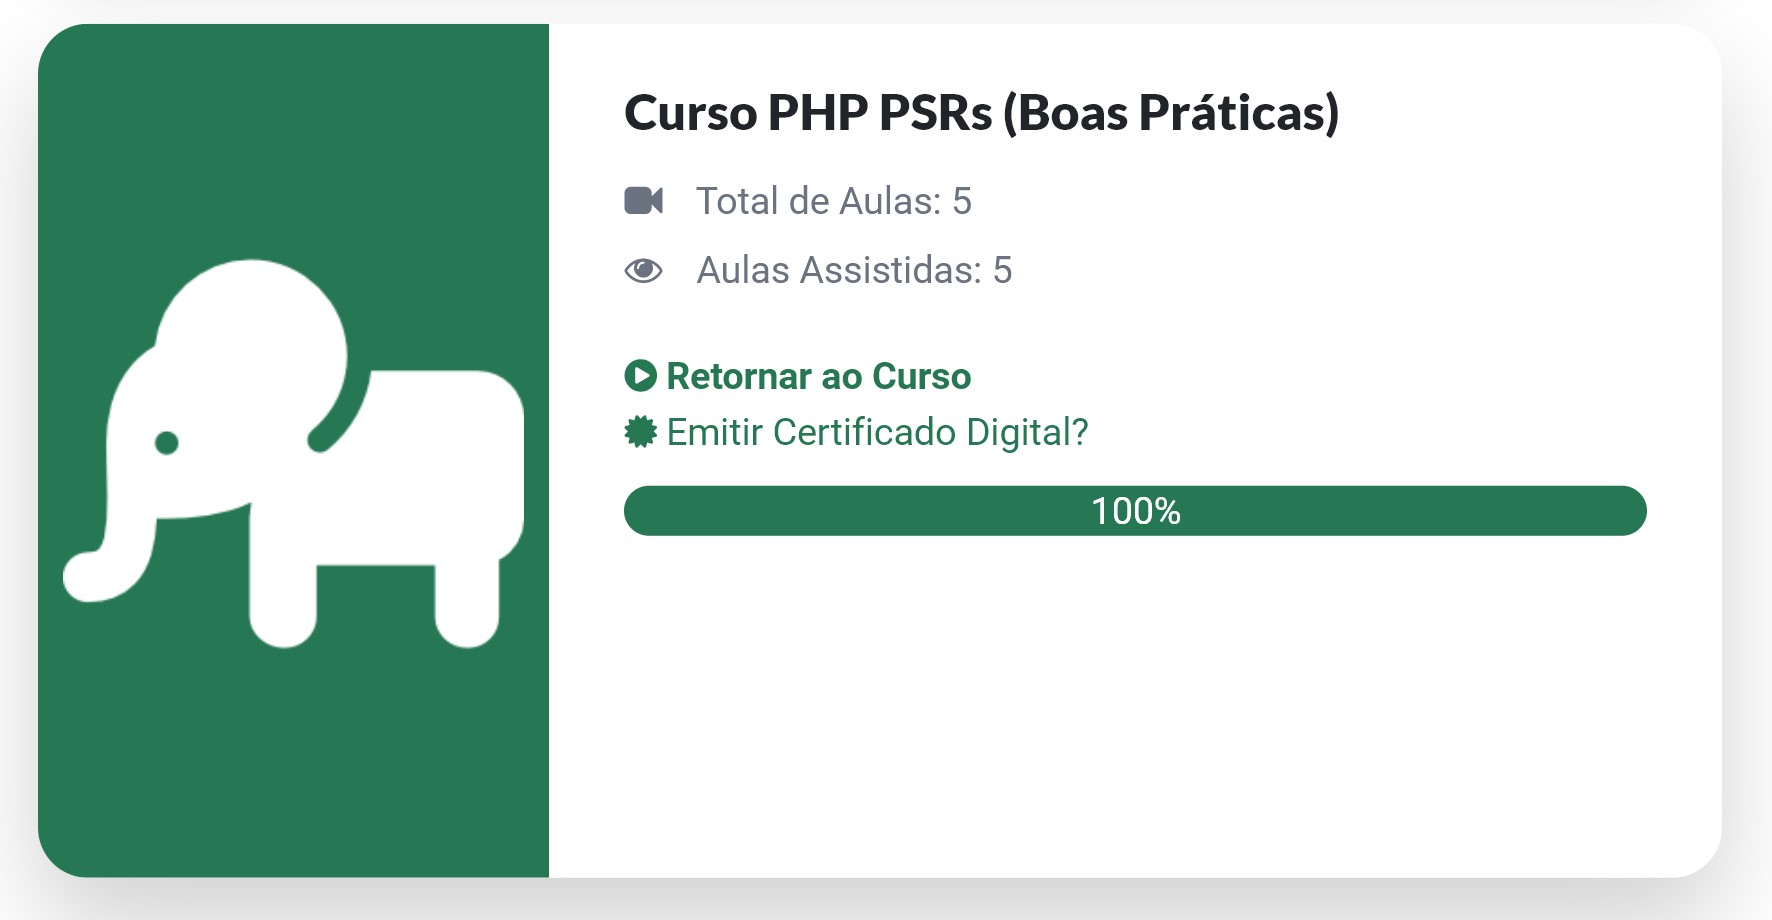 Curso PHP PSRs (Boas Práticas)
Total de Aulas: 5
Aulas Assistidas: 5
Retornar ao Curso
Emitir Certificado Digital?
100%